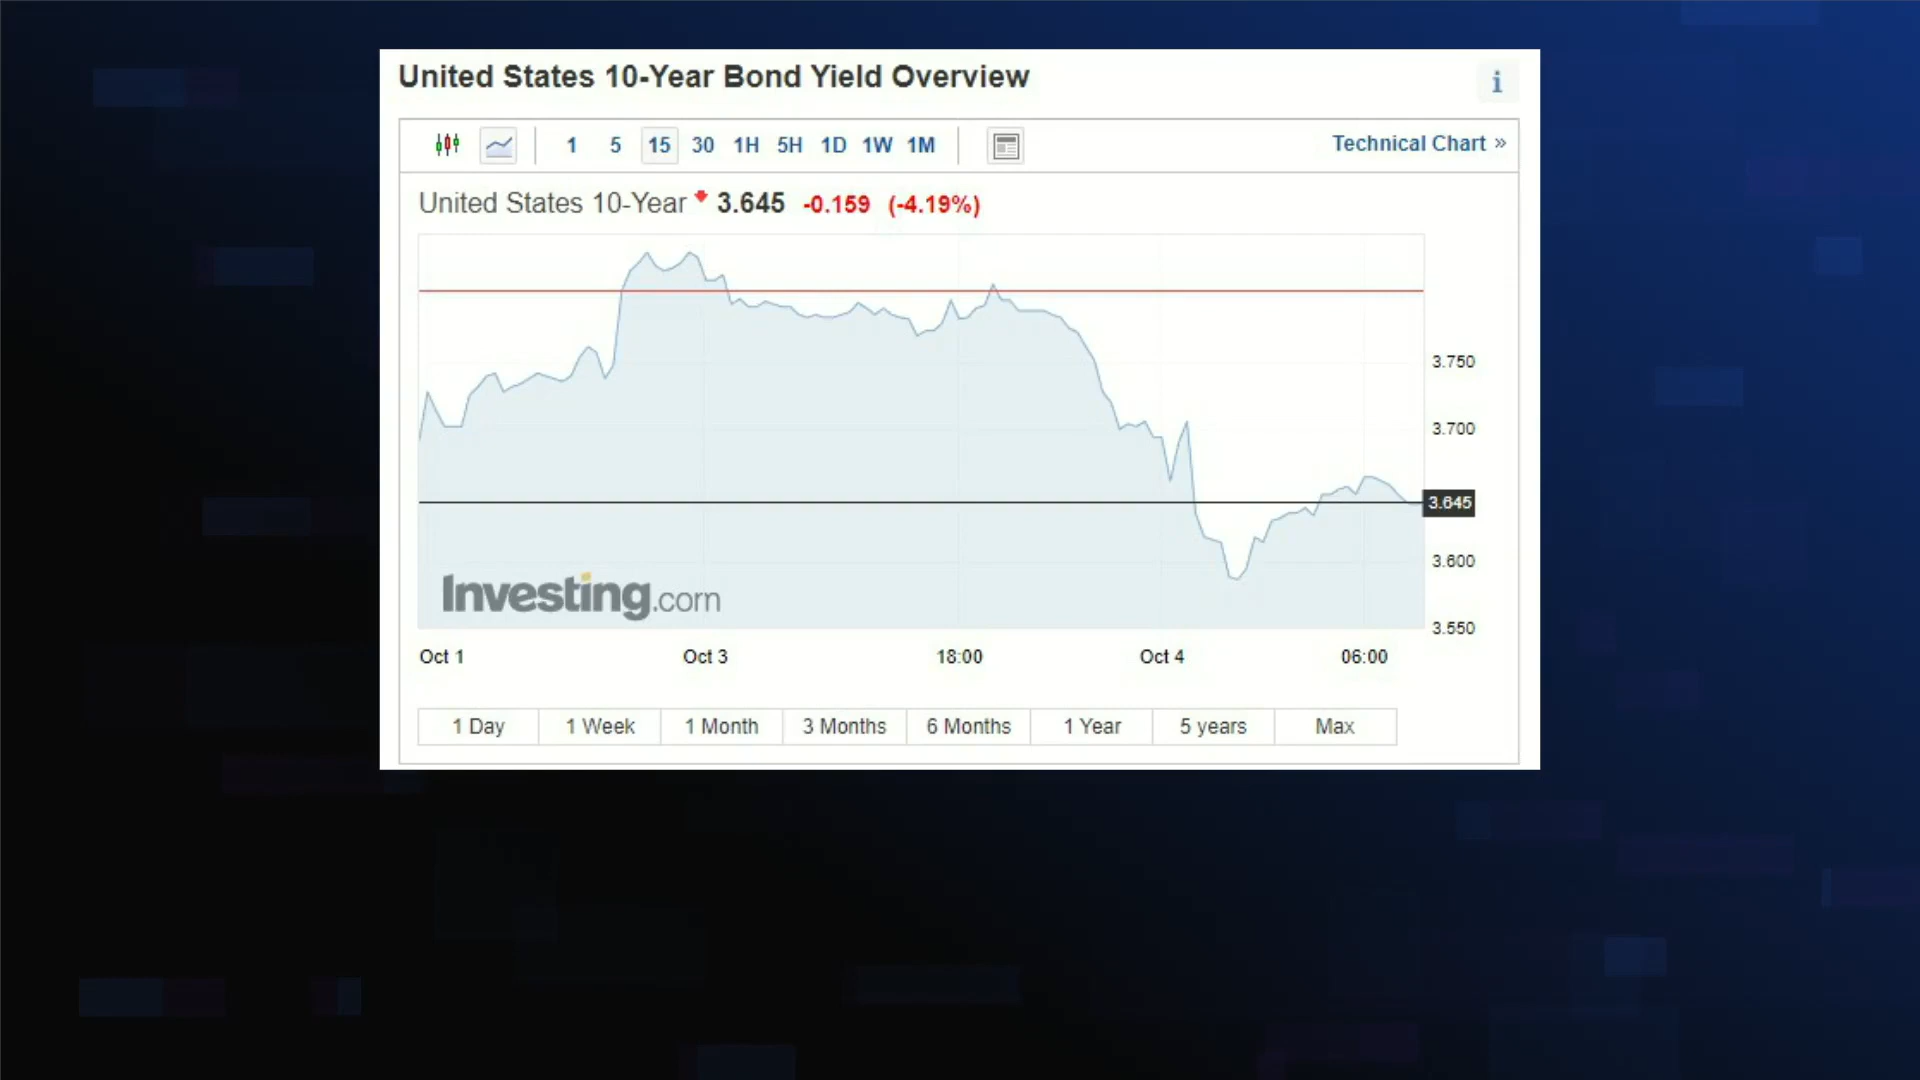 United States 10-Year Bond Yield Overview
i
1 5 15 30 1H 5H 1D 1W 1M
Technical Chart »
United States 10-Year 3.645 -0.159 (-4.19%)
3.750
3.700
3.645
3.600
3.550
Investing.com
Oct 1 Oct 3 18:00 Oct 4 06:00
1 Day 1 Week 1 Month 3 Months 6 Months 1 Year 5 years Max